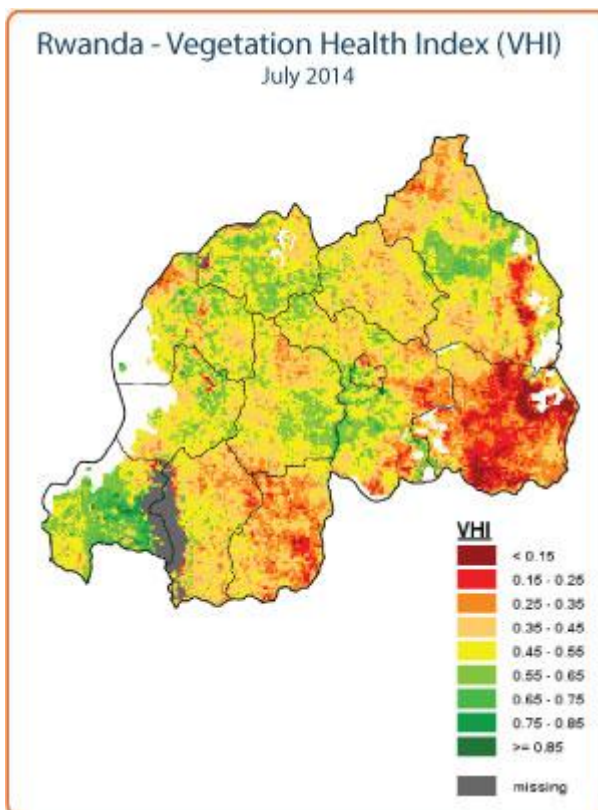 Rwanda - Vegetation Health Index (VHI)
July 2014
VHI
< 0.15
0.15 - 0.25
0.25 - 0.35
0.35 - 0.45
0.45 - 0.55
0.55 - 0.65
0.65 - 0.75
0.75 - 0.85
>= 0.85
missing